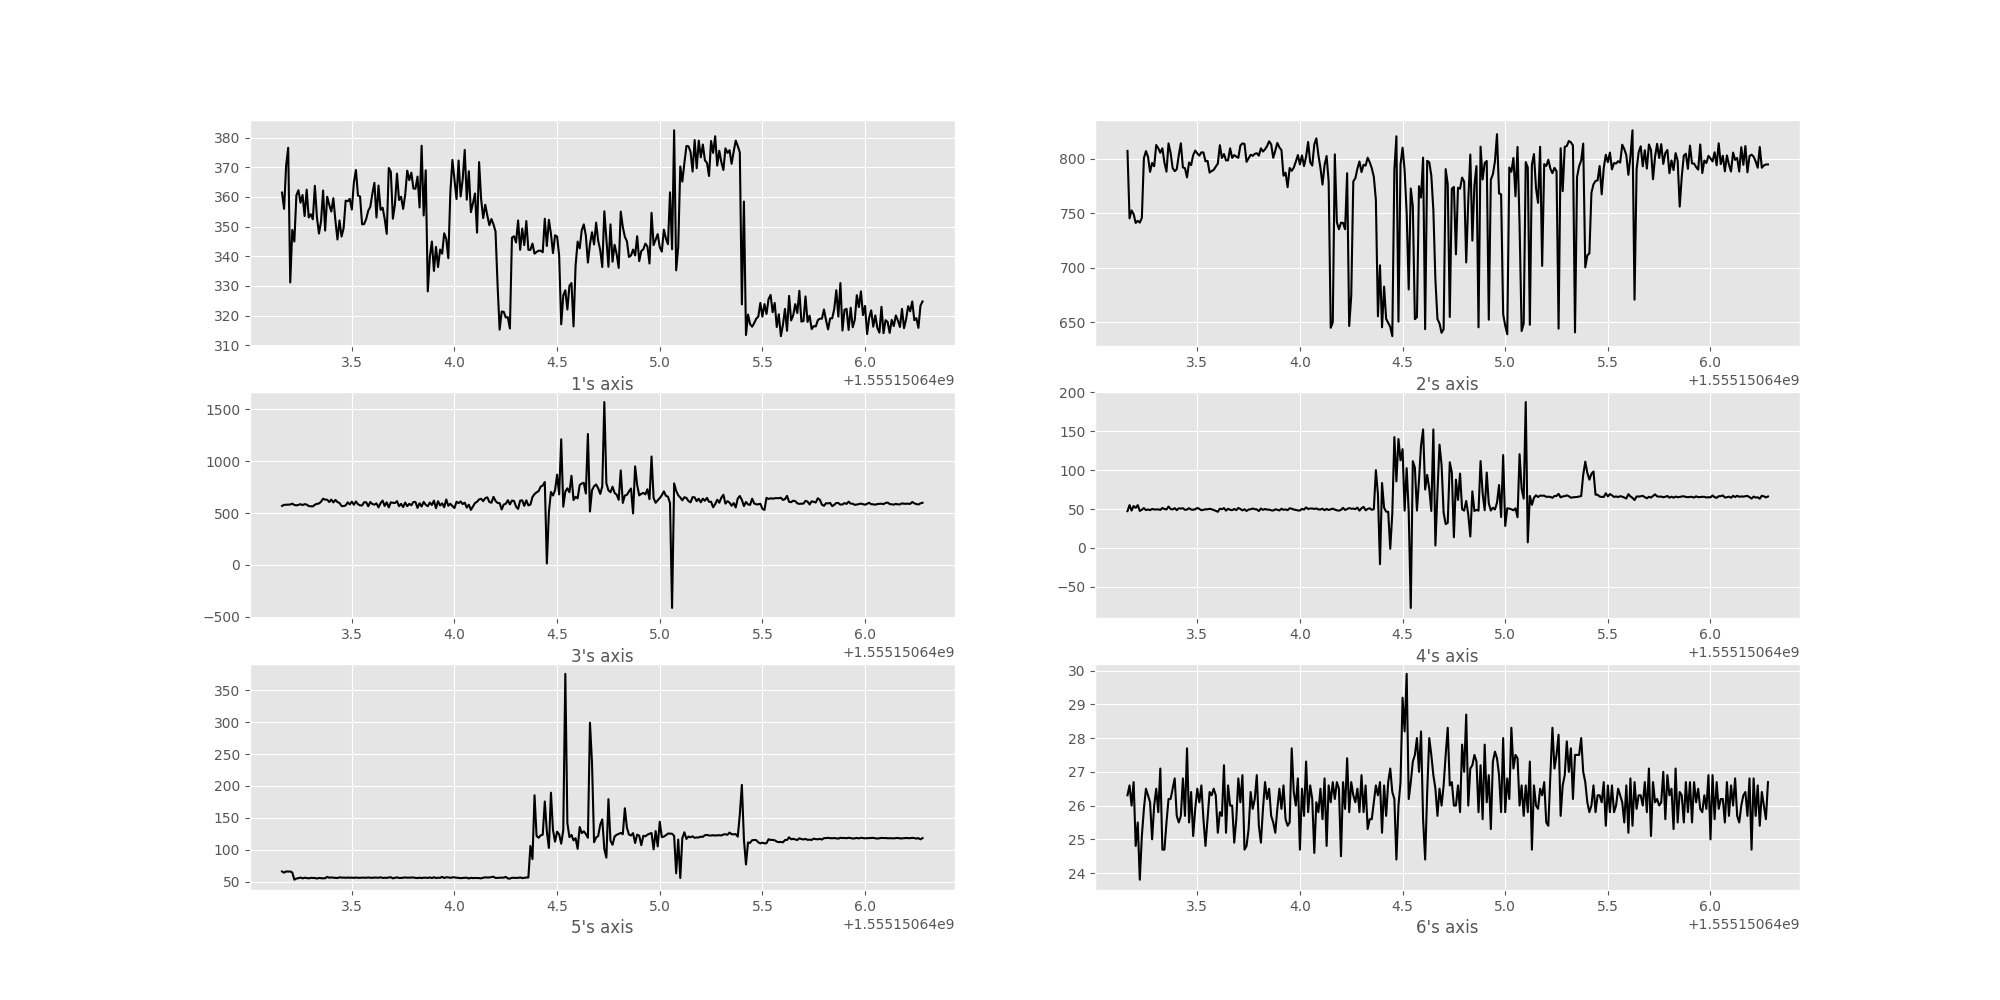 380
370
360
350
340
330
320
310
3.5 4.0 4.5 5.0 5.5 6.0
+1.55515064e9
1's axis
800
750
700
650
3.5 4.0 4.5 5.0 5.5 6.0
+1.55515064e9
2's axis
1500
1000
500
0
−500
3.5 4.0 4.5 5.0 5.5 6.0
+1.55515064e9
3's axis
200
150
100
50
0
−50
3.5 4.0 4.5 5.0 5.5 6.0
+1.55515064e9
4's axis
350
300
250
200
150
100
50
3.5 4.0 4.5 5.0 5.5 6.0
+1.55515064e9
5's axis
30
29
28
27
26
25
24
3.5 4.0 4.5 5.0 5.5 6.0
+1.55515064e9
6's axis